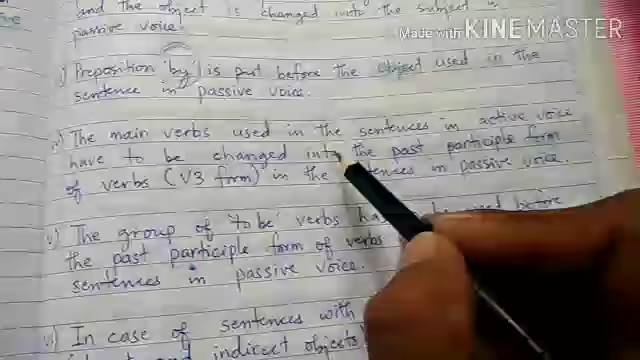 Made with KINEMASTER
and the object is changed into the subject in
passive voice.
Preposition 'by' is put before the object used in the
sentence in passive voice.
The main verbs used in the sentences in active voice
have to be changed into the past participle form
of verbs (V3 form) in the sentences in passive voice.
v) The group of 'to be' verbs before
the past participle form of verbs
sentences in passive voice.
vi) In case of sentences with
and indirect objects